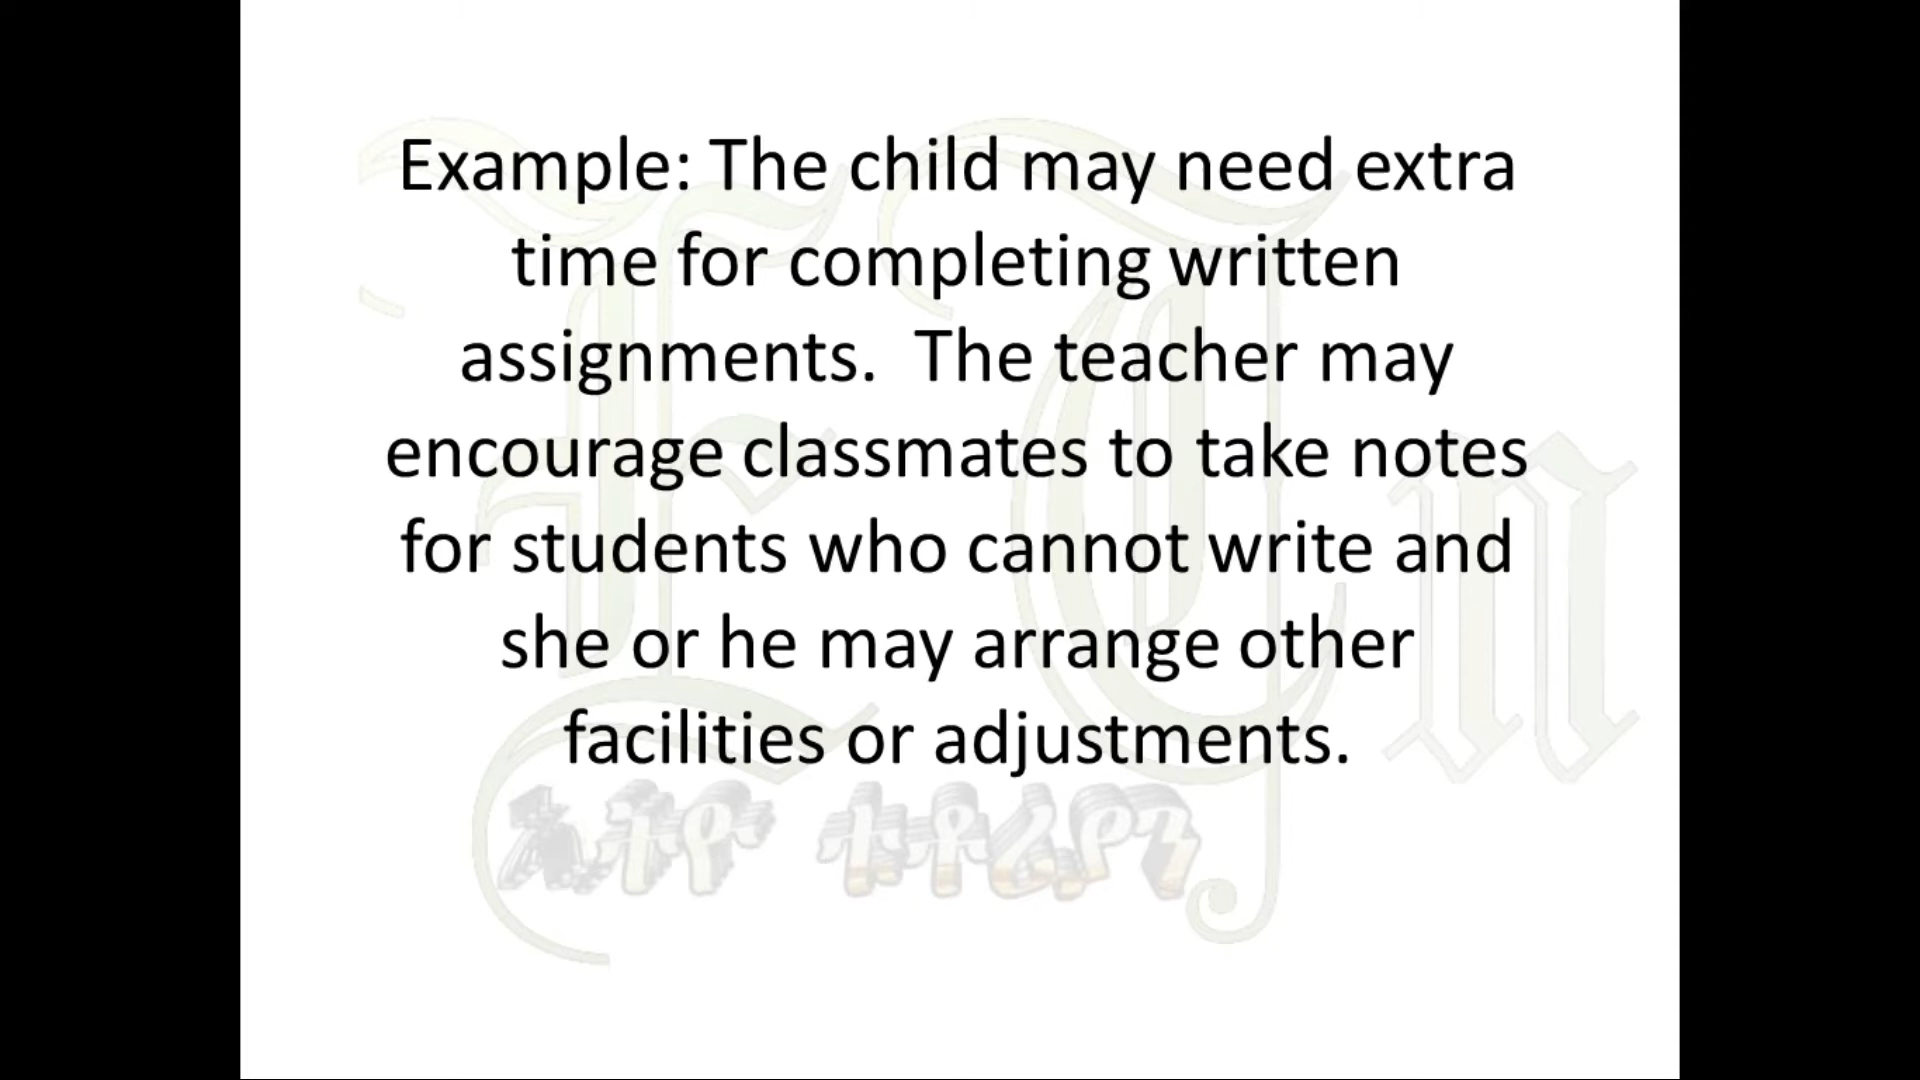 Example: The child may need extra
time for completing written
assignments.  The teacher may
encourage classmates to take notes
for students who cannot write and
she or he may arrange other
facilities or adjustments.